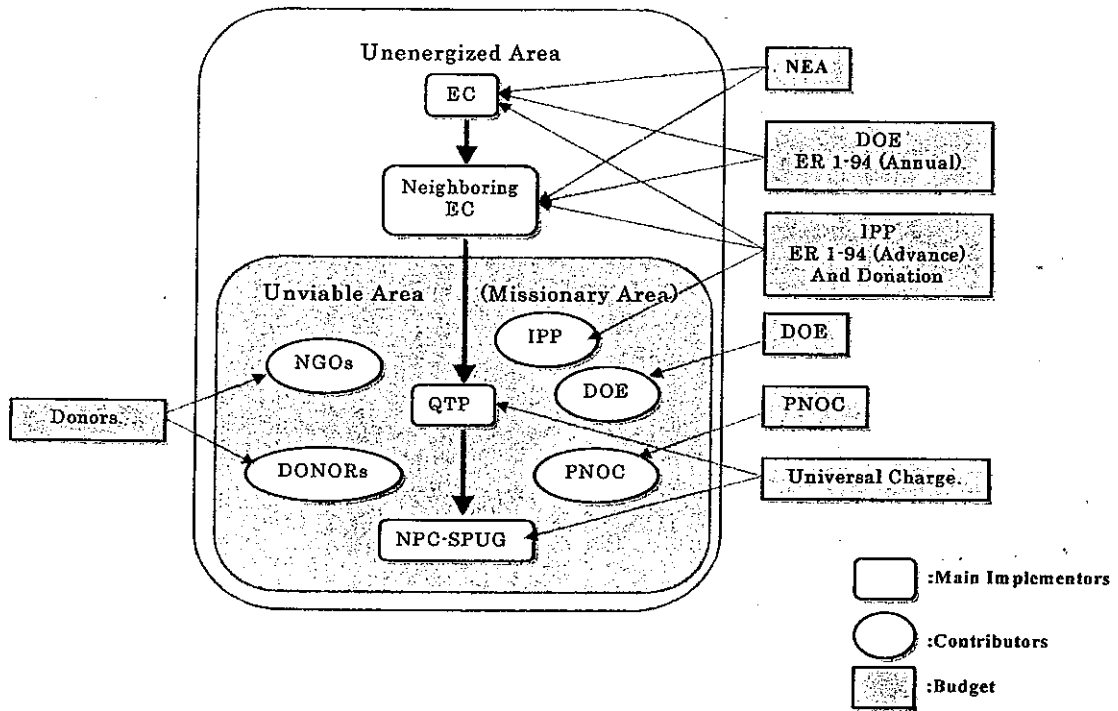 Unenergized Area
EC
Neighboring
EC
Unviable Area (Missionary Area)
NGOs
IPP
DOE
QTP
DONORs
PNOC
NPC-SPUG
Donors...
NEA
DOE
ER 1-94 (Annual).
IPP
ER 1-94 (Advance)
And Donation
DOE
PNOC
Universal Charge.
:Main Implementors
:Contributors
:Budget